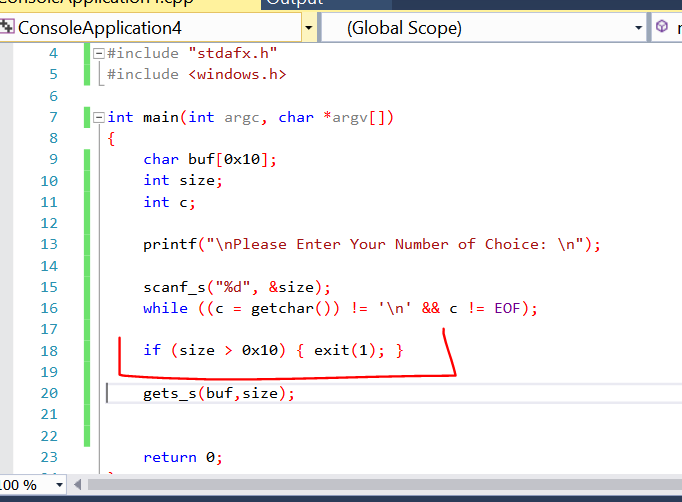 Output
ConsoleApplication4
(Global Scope)
4 #include "stdafx.h"
5 #include <windows.h>
6
7 int main(int argc, char *argv[])
8 {
9 char buf[0x10];
10 int size;
11 int c;
12
13 printf("\nPlease Enter Your Number of Choice: \n");
14
15 scanf_s("%d", &size);
16 while ((c = getchar()) != '\n' && c != EOF);
17
18 if (size > 0x10) { exit(1); }
19
20 gets_s(buf,size);
21
22
23 return 0;
100 %